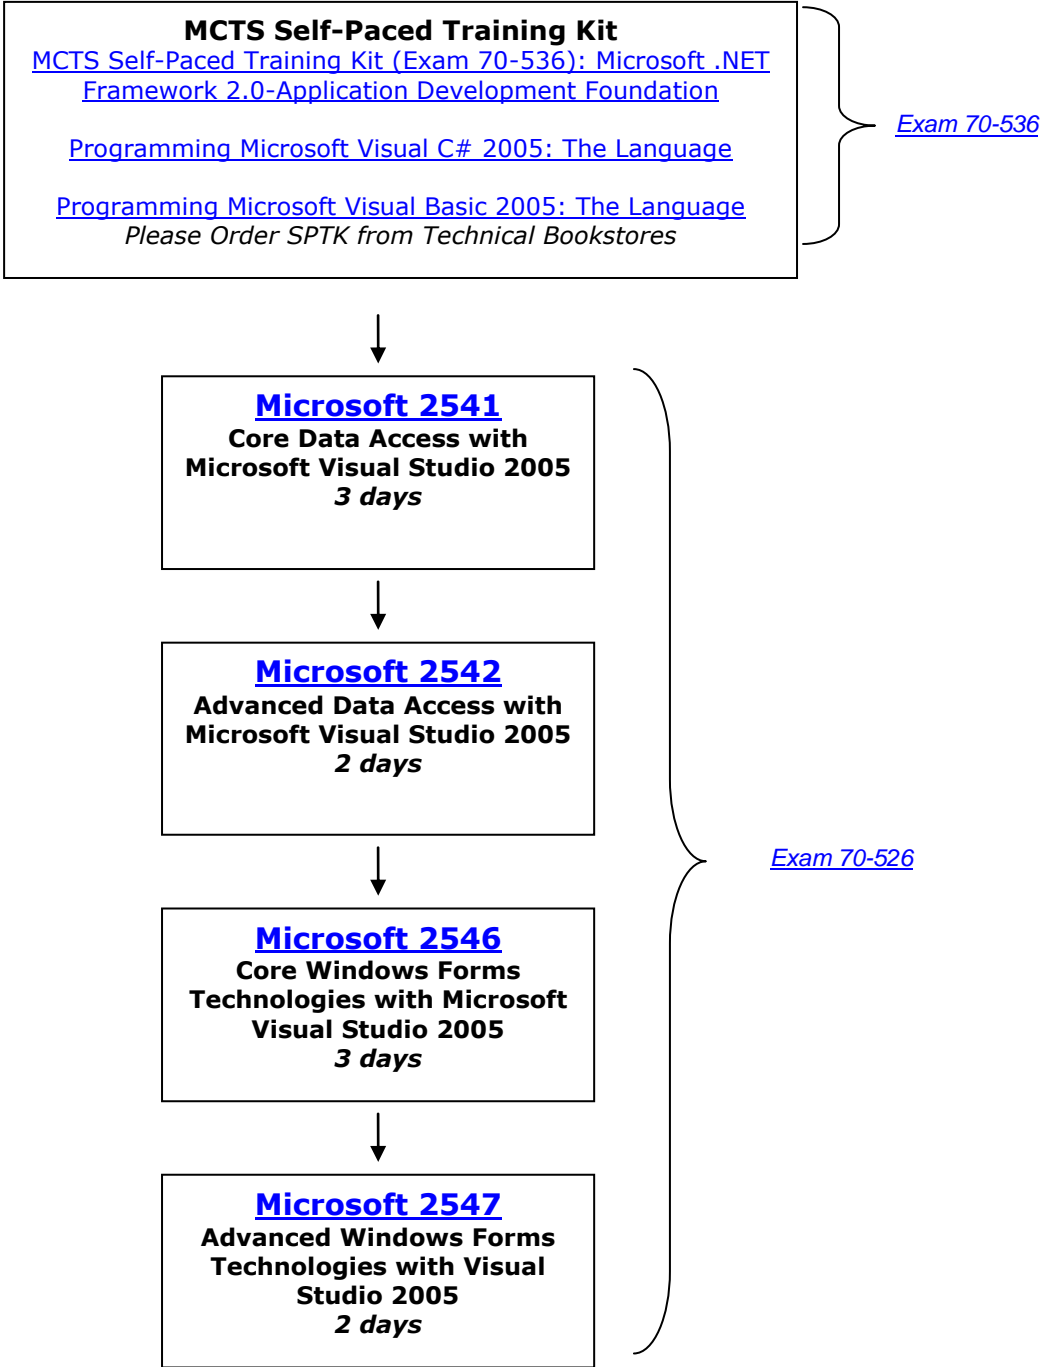 MCTS Self-Paced Training Kit
MCTS Self-Paced Training Kit (Exam 70-536): Microsoft .NET
Framework 2.0-Application Development Foundation
Exam 70-536
Programming Microsoft Visual C# 2005: The Language
Programming Microsoft Visual Basic 2005: The Language
Please Order SPTK from Technical Bookstores
Microsoft 2541
Core Data Access with
Microsoft Visual Studio 2005
3 days
Microsoft 2542
Advanced Data Access with
Microsoft Visual Studio 2005
2 days
Exam 70-526
Microsoft 2546
Core Windows Forms
Technologies with Microsoft
Visual Studio 2005
3 days
Microsoft 2547
Advanced Windows Forms
Technologies with Visual
Studio 2005
2 days